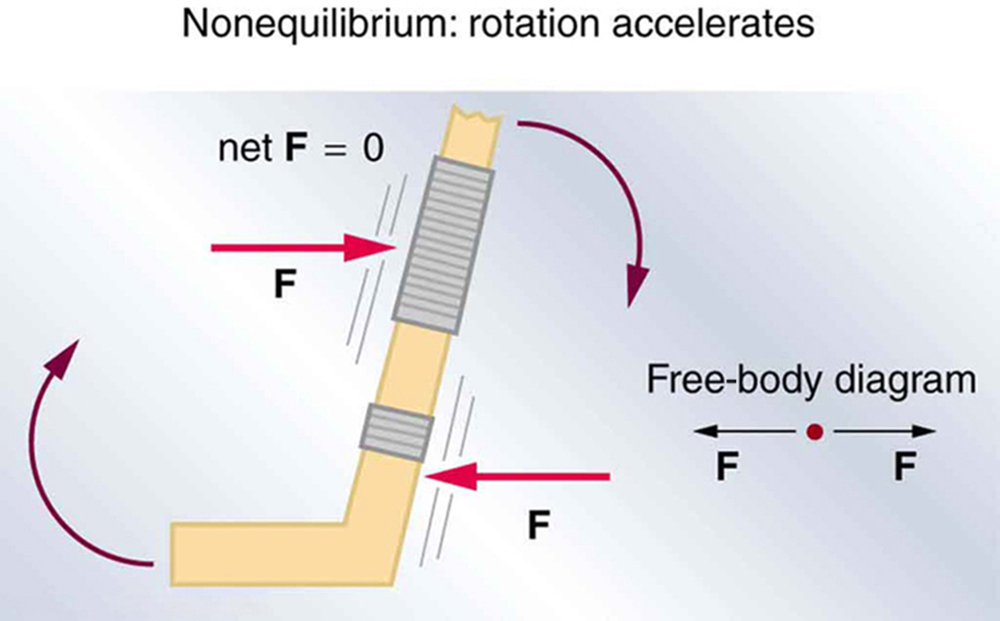 Nonequilibrium: rotation accelerates
net F = 0
F
F
Free-body diagram
F F